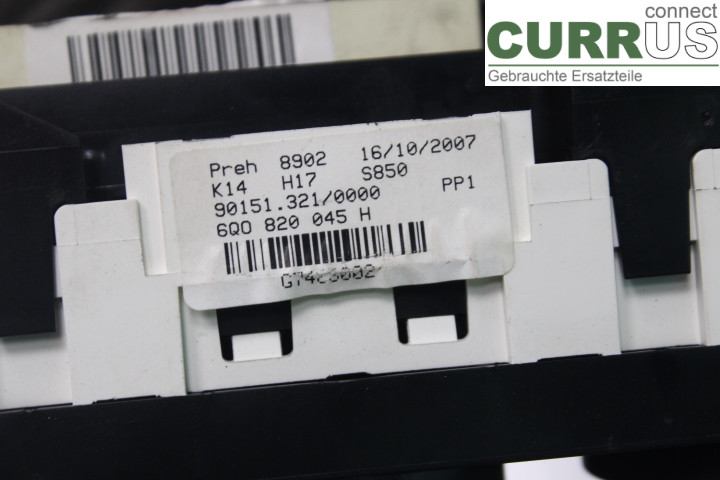 connect
CURRUS
Gebrauchte Ersatzteile
Preh 8902 16/10/2007
K14 H17 S850
90151.321/0000 PP1
6Q0 820 045 H